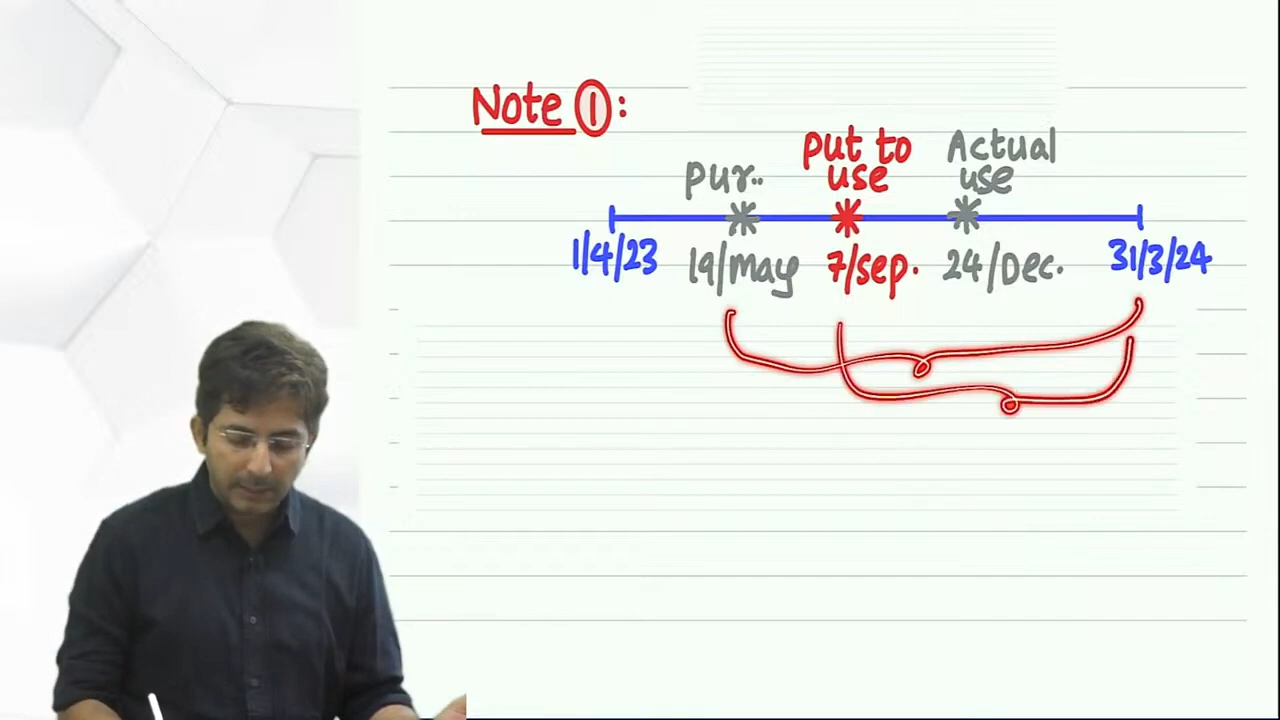 Note ①:
put to Actual
pur.. use use
1/4/23 19/may 7/sep. 24/Dec. 31/3/24